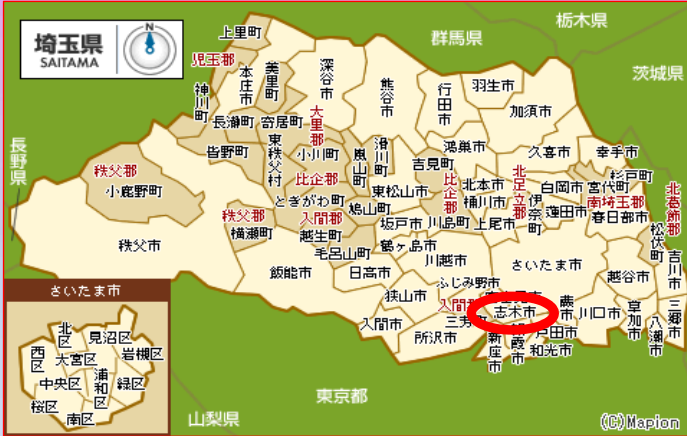 埼玉県
SAITAMA
N
栃木県
群馬県
茨城県
長野県
東京都
山梨県
上里町
児玉郡
神川町
本庄市
美里町
深谷市
熊谷市
行田市
羽生市
加須市
長瀞町
寄居町
大里郡
皆野町
東秩父村
小川町
嵐山町
滑川町
鴻巣市
久喜市
幸手市
吉見町
秩父郡
小鹿野町
比企郡
東松山市
比企郡
北本市
桶川市
北足立郡
白岡市
宮代町
杉戸町
北葛飾郡
ときがわ町
鳩山町
川島町
上尾市
伊奈町
蓮田市
南埼玉郡
春日部市
松伏町
吉川市
秩父市
秩父郡
横瀬町
入間郡
越生町
毛呂山町
坂戸市
鶴ヶ島市
川越市
さいたま市
越谷市
飯能市
日高市
狭山市
ふじみ野市
入間市
所沢市
入間郡
三芳町
志木市
新座市
朝霞市
和光市
戸田市
蕨市
川口市
草加市
八潮市
三郷市
さいたま市
西区
北区
見沼区
岩槻区
大宮区
中央区
浦和区
緑区
桜区
南区
(C)Mapion